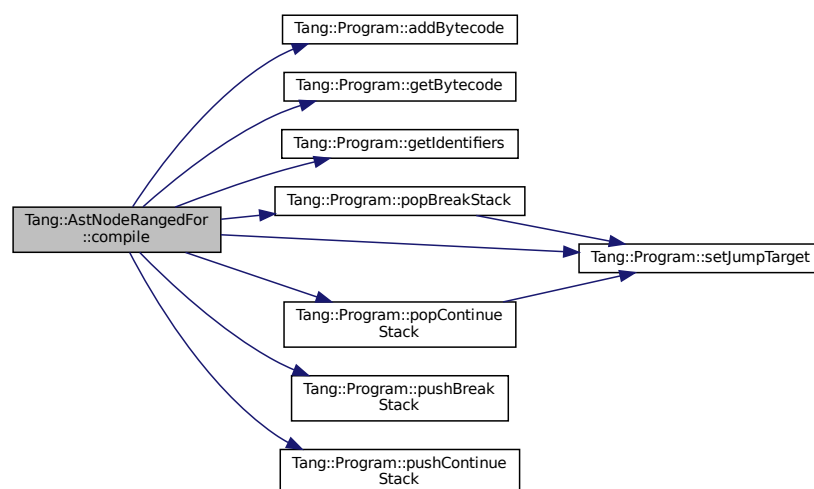 Tang::Program::addBytecode
Tang::Program::getBytecode
Tang::Program::getIdentifiers
Tang::Program::popBreakStack
Tang::AstNodeRangedFor
::compile
Tang::Program::setJumpTarget
Tang::Program::popContinue
Stack
Tang::Program::pushBreak
Stack
Tang::Program::pushContinue
Stack